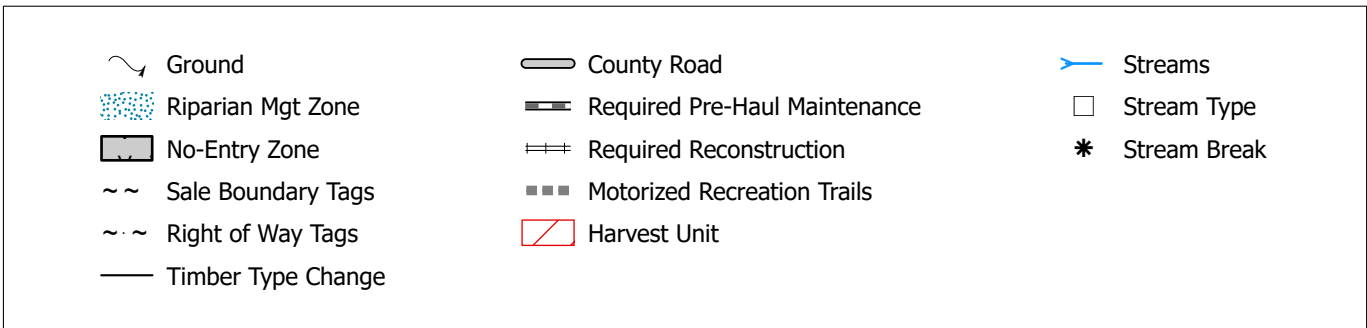 Ground
Riparian Mgt Zone
No-Entry Zone
Sale Boundary Tags
Right of Way Tags
Timber Type Change
County Road
Required Pre-Haul Maintenance
Required Reconstruction
Motorized Recreation Trails
Harvest Unit
Streams
Stream Type
Stream Break